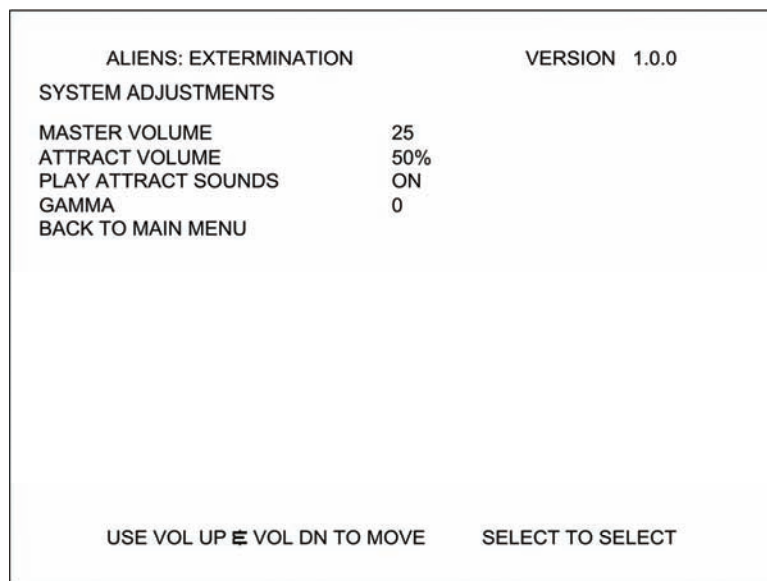 ALIENS: EXTERMINATION VERSION 1.0.0
SYSTEM ADJUSTMENTS
MASTER VOLUME 25
ATTRACT VOLUME 50%
PLAY ATTRACT SOUNDS ON
GAMMA 0
BACK TO MAIN MENU
USE VOL UP & VOL DN TO MOVE SELECT TO SELECT